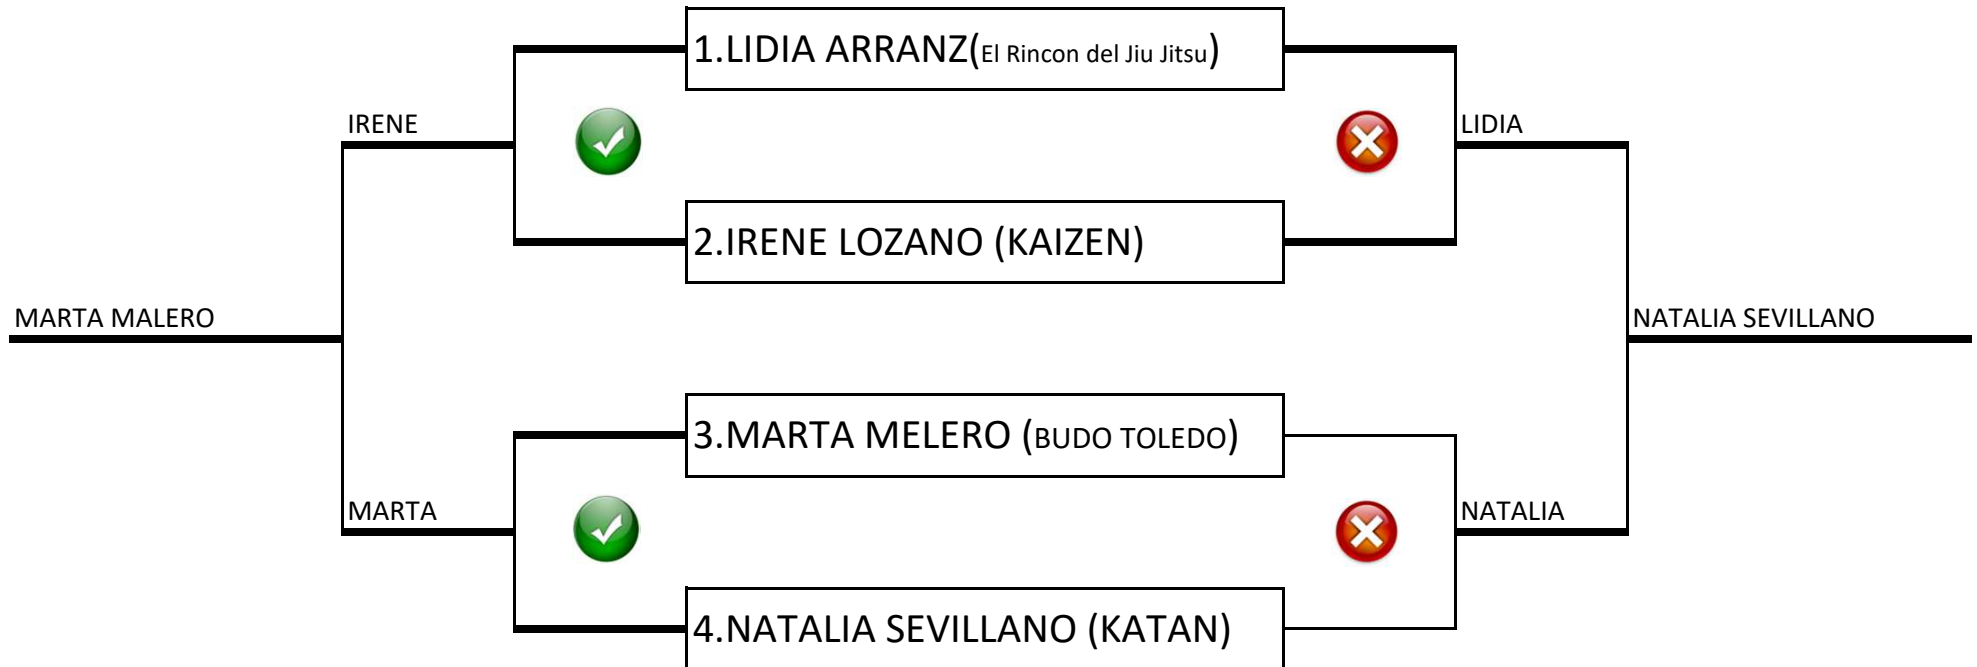 1.LIDIA ARRANZ(El Rincon del Jiu Jitsu)
IRENE
LIDIA
2.IRENE LOZANO (KAIZEN)
MARTA MALERO
NATALIA SEVILLANO
3.MARTA MELERO (BUDO TOLEDO)
MARTA
NATALIA
4.NATALIA SEVILLANO (KATAN)